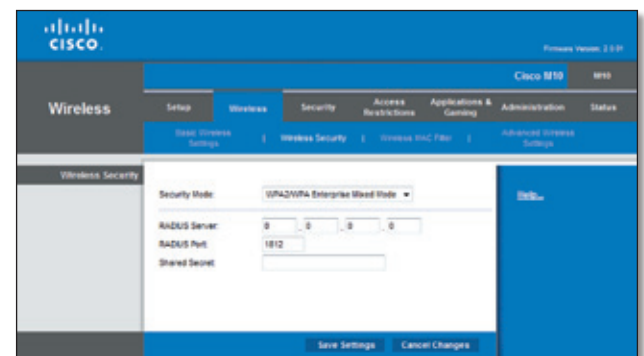 CISCO.
Firmware Version: 2.0.01
Cisco M10
M10
Wireless
Setup
Wireless
Security
Access Restrictions
Applications & Gaming
Administration
Status
Basic Wireless Settings
Wireless Security
Wireless MAC Filter
Advanced Wireless Settings
Wireless Security
Security Mode: WPA2/WPA Enterprise Mixed Mode
RADIUS Server: 0 . 0 . 0 . 0
RADIUS Port: 1812
Shared Secret:
Help...
Save Settings
Cancel Changes